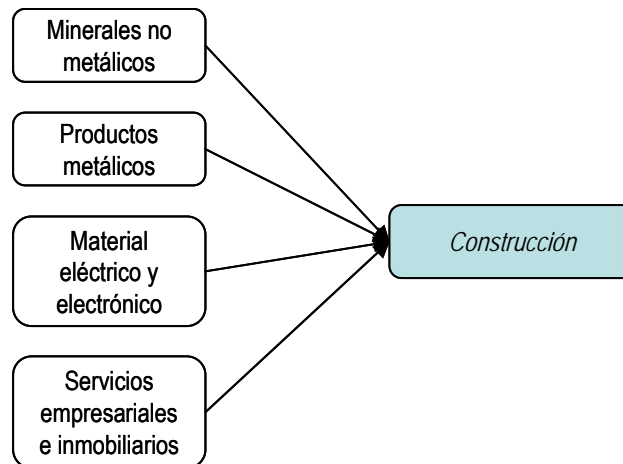 Minerales no
metálicos
Productos
metálicos
Material
eléctrico y
electrónico
Servicios
empresariales
e inmobiliarios
Construcción